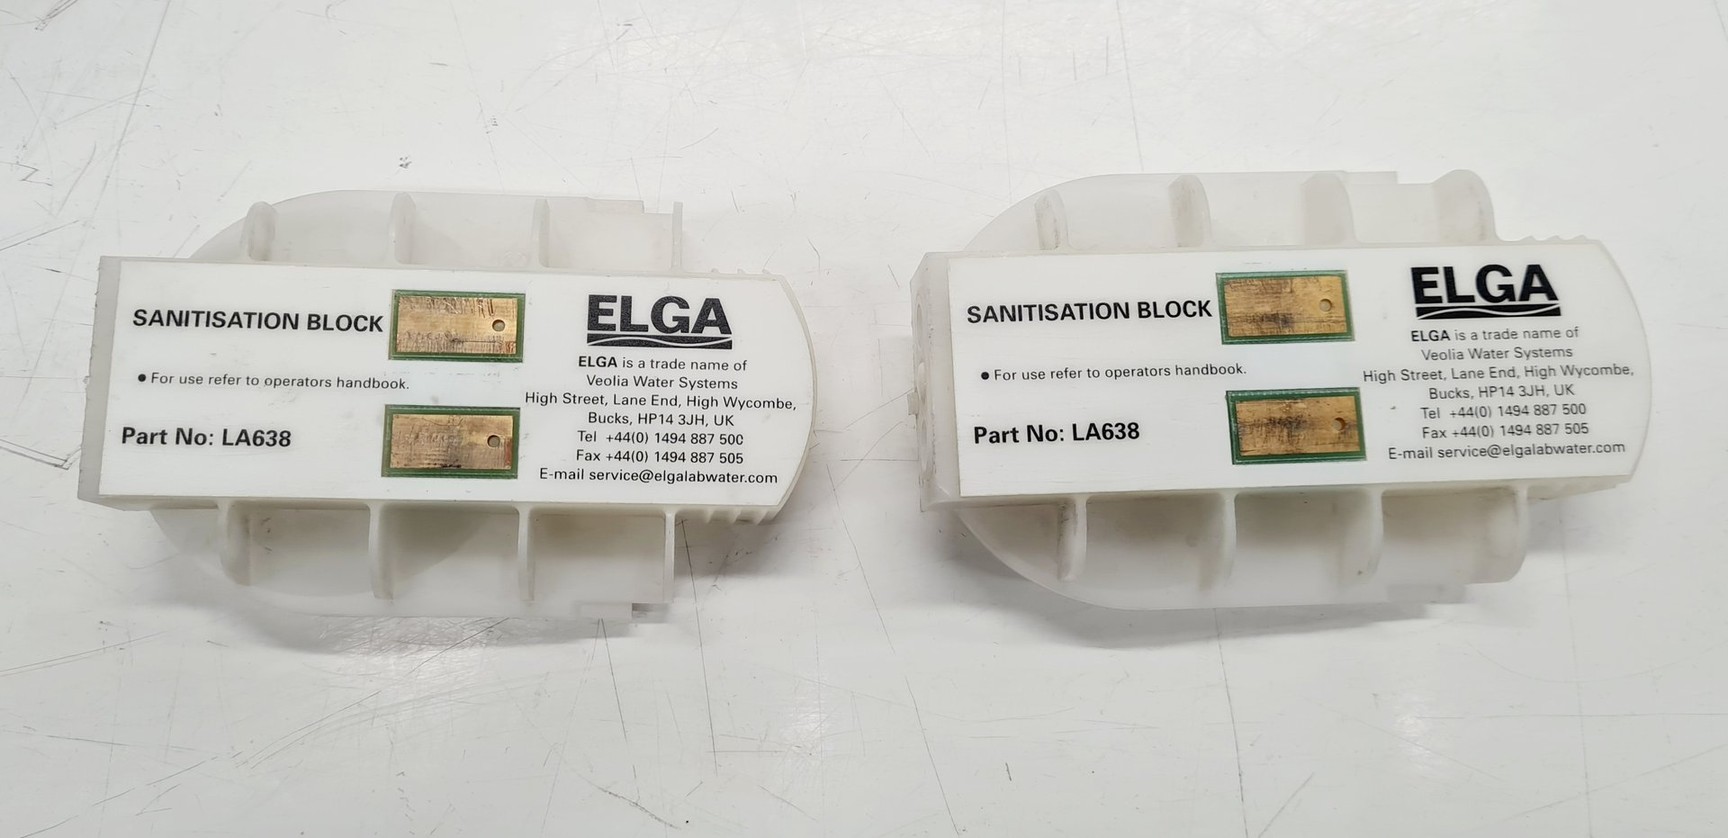 SANITISATION BLOCK
● For use refer to operators handbook.
Part No: LA638
ELGA
ELGA is a trade name of
Veolia Water Systems
High Street, Lane End, High Wycombe,
Bucks, HP14 3JH, UK
Tel +44(0) 1494 887 500
Fax +44(0) 1494 887 505
E-mail service@elgalabwater.com
SANITISATION BLOCK
● For use refer to operators handbook.
Part No: LA638
ELGA
ELGA is a trade name of
Veolia Water Systems
High Street, Lane End, High Wycombe,
Bucks, HP14 3JH, UK
Tel +44(0) 1494 887 500
Fax +44(0) 1494 887 505
E-mail service@elgalabwater.com